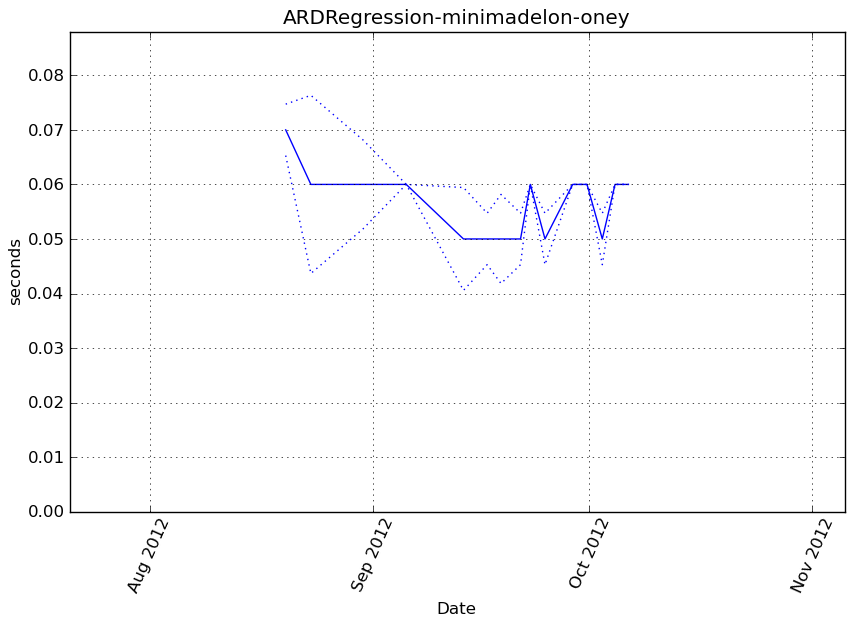 ARDRegression-minimadelon-oney
0.08
0.07
0.06
0.05
0.04
0.03
0.02
0.01
0.00
seconds
Aug 2012
Sep 2012
Oct 2012
Nov 2012
Date